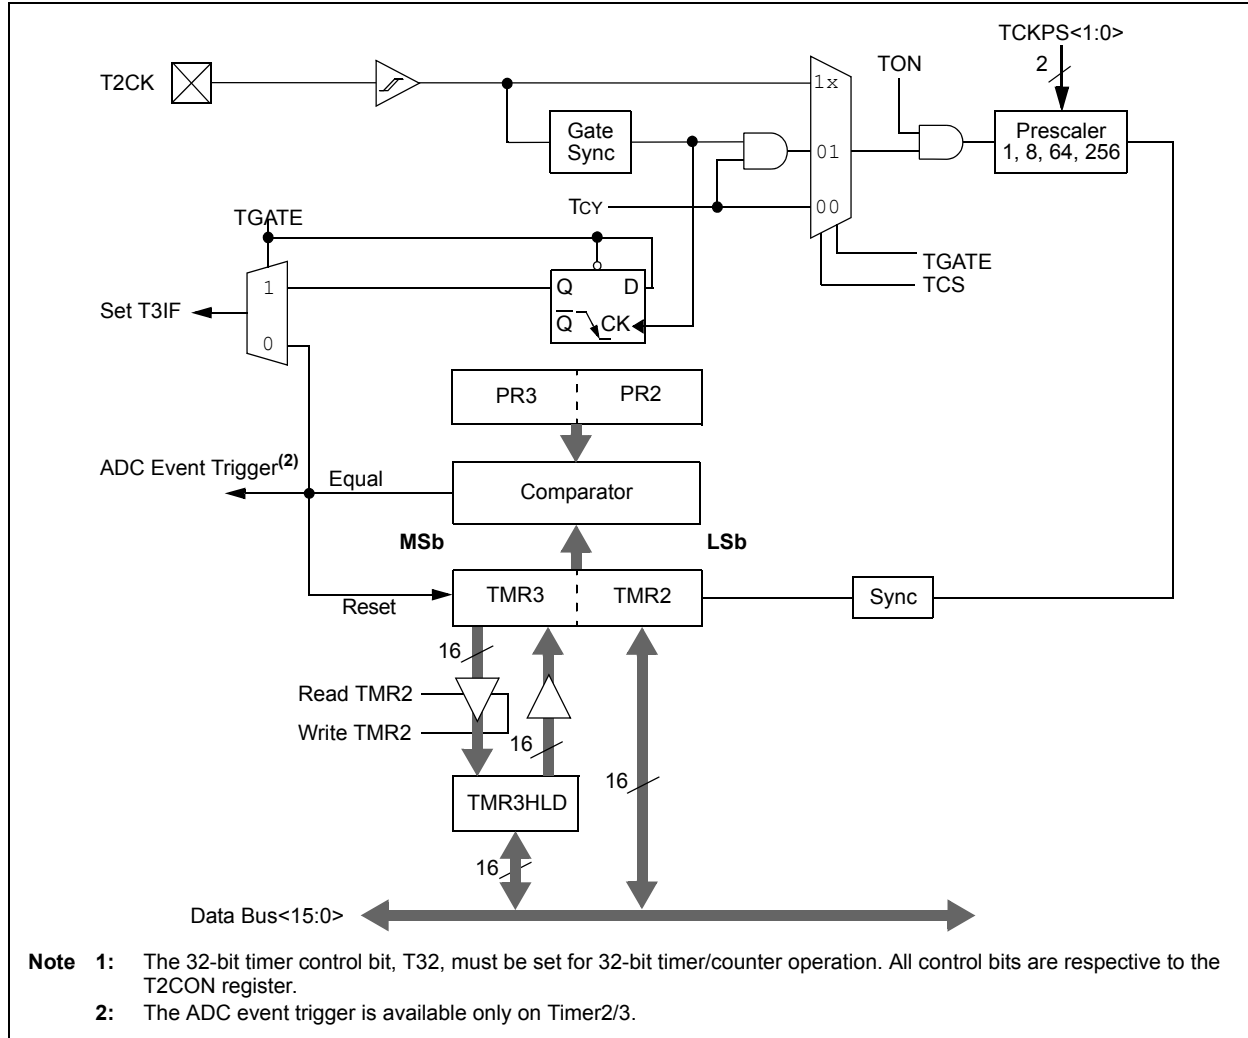 TCKPS<1:0>
T2CK
1x
TON
2
Gate
Sync
Prescaler
1, 8, 64, 256
01
TCY
00
TGATE
TGATE
TCS
1
Q
D
Set T3IF
Q
CK
0
PR3
PR2
ADC Event Trigger(2)
Equal
Comparator
MSb
LSb
TMR3
TMR2
Sync
Reset
16
Read TMR2
Write TMR2
16
16
TMR3HLD
16
Data Bus<15:0>
Note 1: The 32-bit timer control bit, T32, must be set for 32-bit timer/counter operation. All control bits are respective to the
T2CON register.
2: The ADC event trigger is available only on Timer2/3.